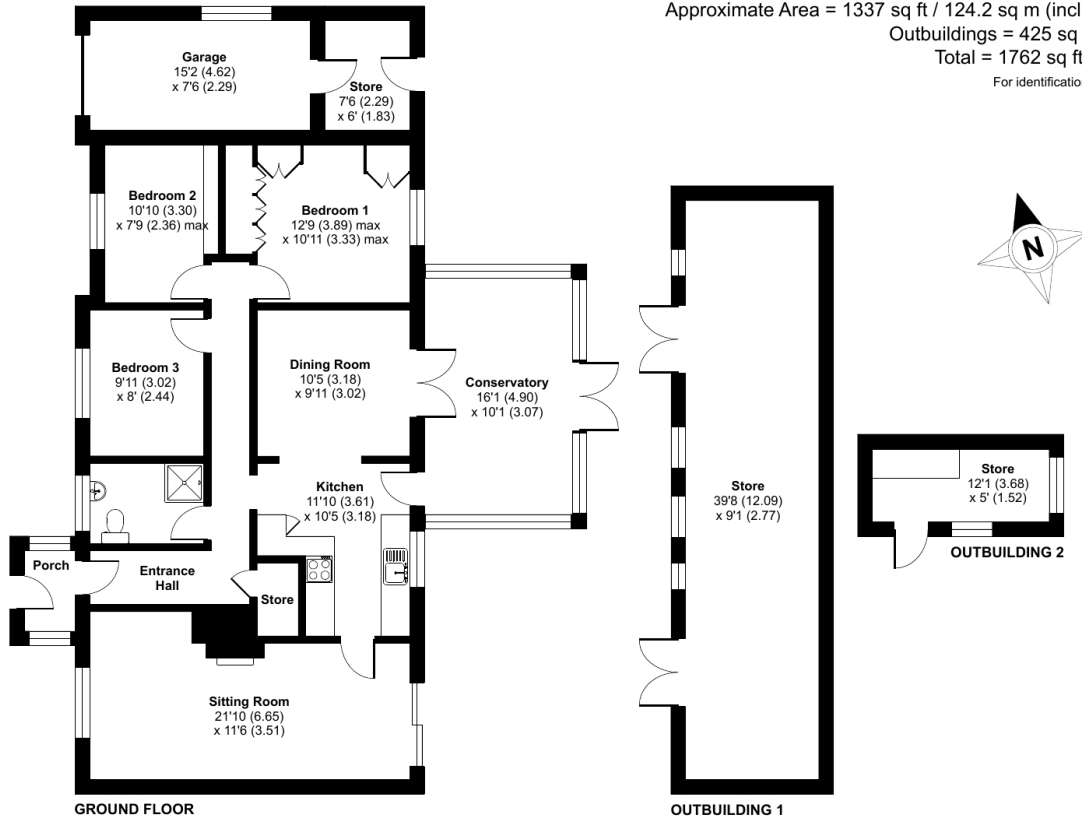 Approximate Area = 1337 sq ft / 124.2 sq m (incl
Outbuildings = 425 sq
Total = 1762 sq ft
For identification
Garage
15'2 (4.62)
x 7'6 (2.29)
Store
7'6 (2.29)
x 6' (1.83)
Bedroom 2
10'10 (3.30)
x 7'9 (2.36) max
Bedroom 1
12'9 (3.89) max
x 10'11 (3.33) max
N
Bedroom 3
9'11 (3.02)
x 8' (2.44)
Dining Room
10'5 (3.18)
x 9'11 (3.02)
Conservatory
16'1 (4.90)
x 10'1 (3.07)
Kitchen
11'10 (3.61)
x 10'5 (3.18)
Store
39'8 (12.09)
x 9'1 (2.77)
Store
12'1 (3.68)
x 5' (1.52)
OUTBUILDING 2
Porch
Entrance
Hall
Store
Sitting Room
21'10 (6.65)
x 11'6 (3.51)
GROUND FLOOR
OUTBUILDING 1